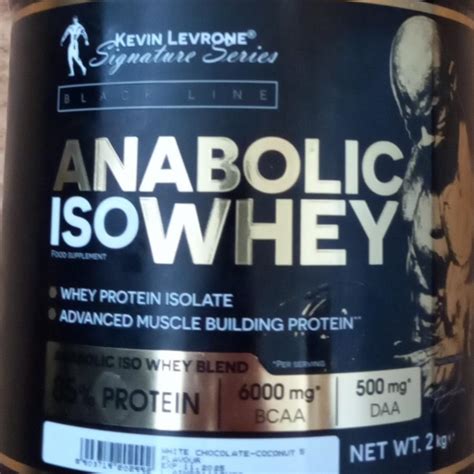 KEVIN LEVRONE®
Signature Series
BLACK LINE
ANABOLIC
ISOWHEY
FOOD SUPPLEMENT
WHEY PROTEIN ISOLATE
ADVANCED MUSCLE BUILDING PROTEIN**
ANABOLIC ISO WHEY BLEND
*PER SERVING
85% PROTEIN
6000 mg*
BCAA
500 mg*
DAA
NET WT. 2 kg
WHITE CHOCOLATE-COCONUT
FLAVOUR